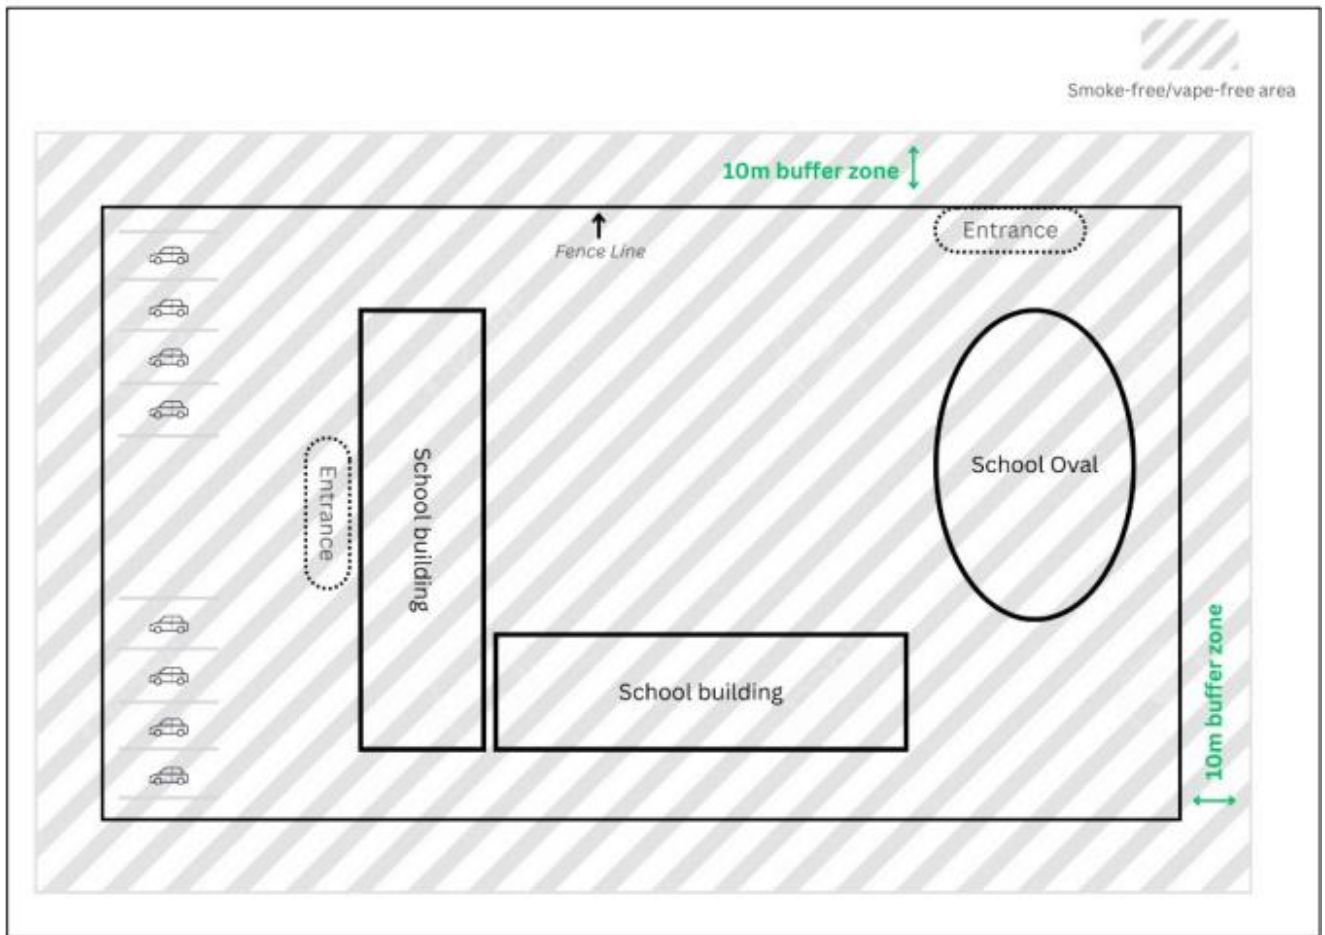 Smoke-free/vape-free area
10m buffer zone
Entrance
Fence Line
School Oval
School building
Entrance
School building
10m buffer zone